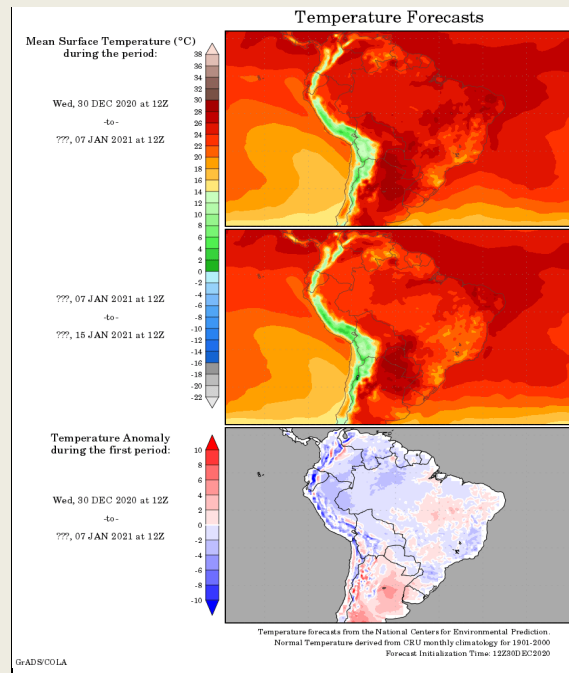 Temperature Forecasts
Mean Surface Temperature (°C)
during the period:
Wed, 30 DEC 2020 at 12Z
-to-
???, 07 JAN 2021 at 12Z
38
36
34
32
30
28
26
24
22
20
18
16
14
12
10
8
6
4
2
0
-2
-4
-6
-8
-10
-12
-14
-16
-18
-20
-22
???, 07 JAN 2021 at 12Z
-to-
???, 15 JAN 2021 at 12Z
Temperature Anomaly
during the first period:
Wed, 30 DEC 2020 at 12Z
-to-
???, 07 JAN 2021 at 12Z
10
8
6
4
2
0
-2
-4
-6
-8
-10
Temperature forecasts from the National Centers for Environmental Prediction.
Normal Temperature derived from CRU monthly climatology for 1901-2000
Forecast Initialization Time: 12Z30DEC2020
GrADS/COLA